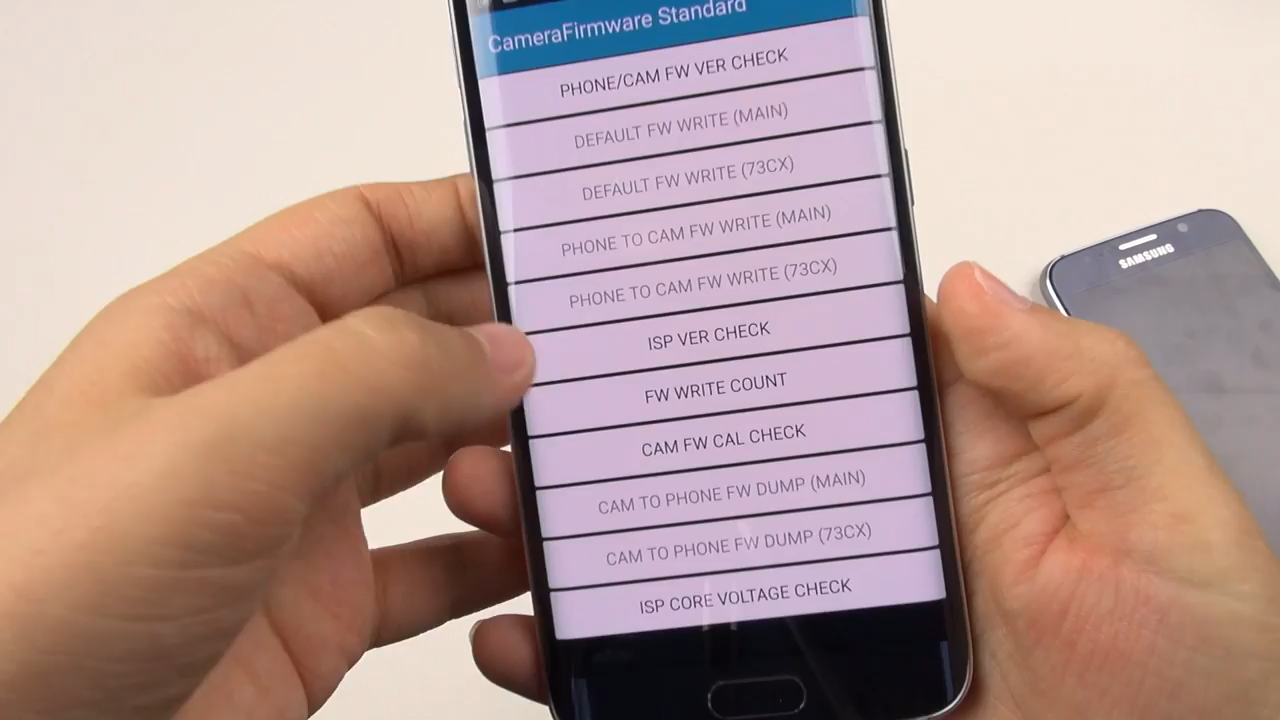 CameraFirmware Standard
PHONE/CAM FW VER CHECK
DEFAULT FW WRITE (MAIN)
DEFAULT FW WRITE (73CX)
PHONE TO CAM FW WRITE (MAIN)
PHONE TO CAM FW WRITE (73CX)
ISP VER CHECK
FW WRITE COUNT
CAM FW CAL CHECK
CAM TO PHONE FW DUMP (MAIN)
CAM TO PHONE FW DUMP (73CX)
ISP CORE VOLTAGE CHECK
SAMSUNG